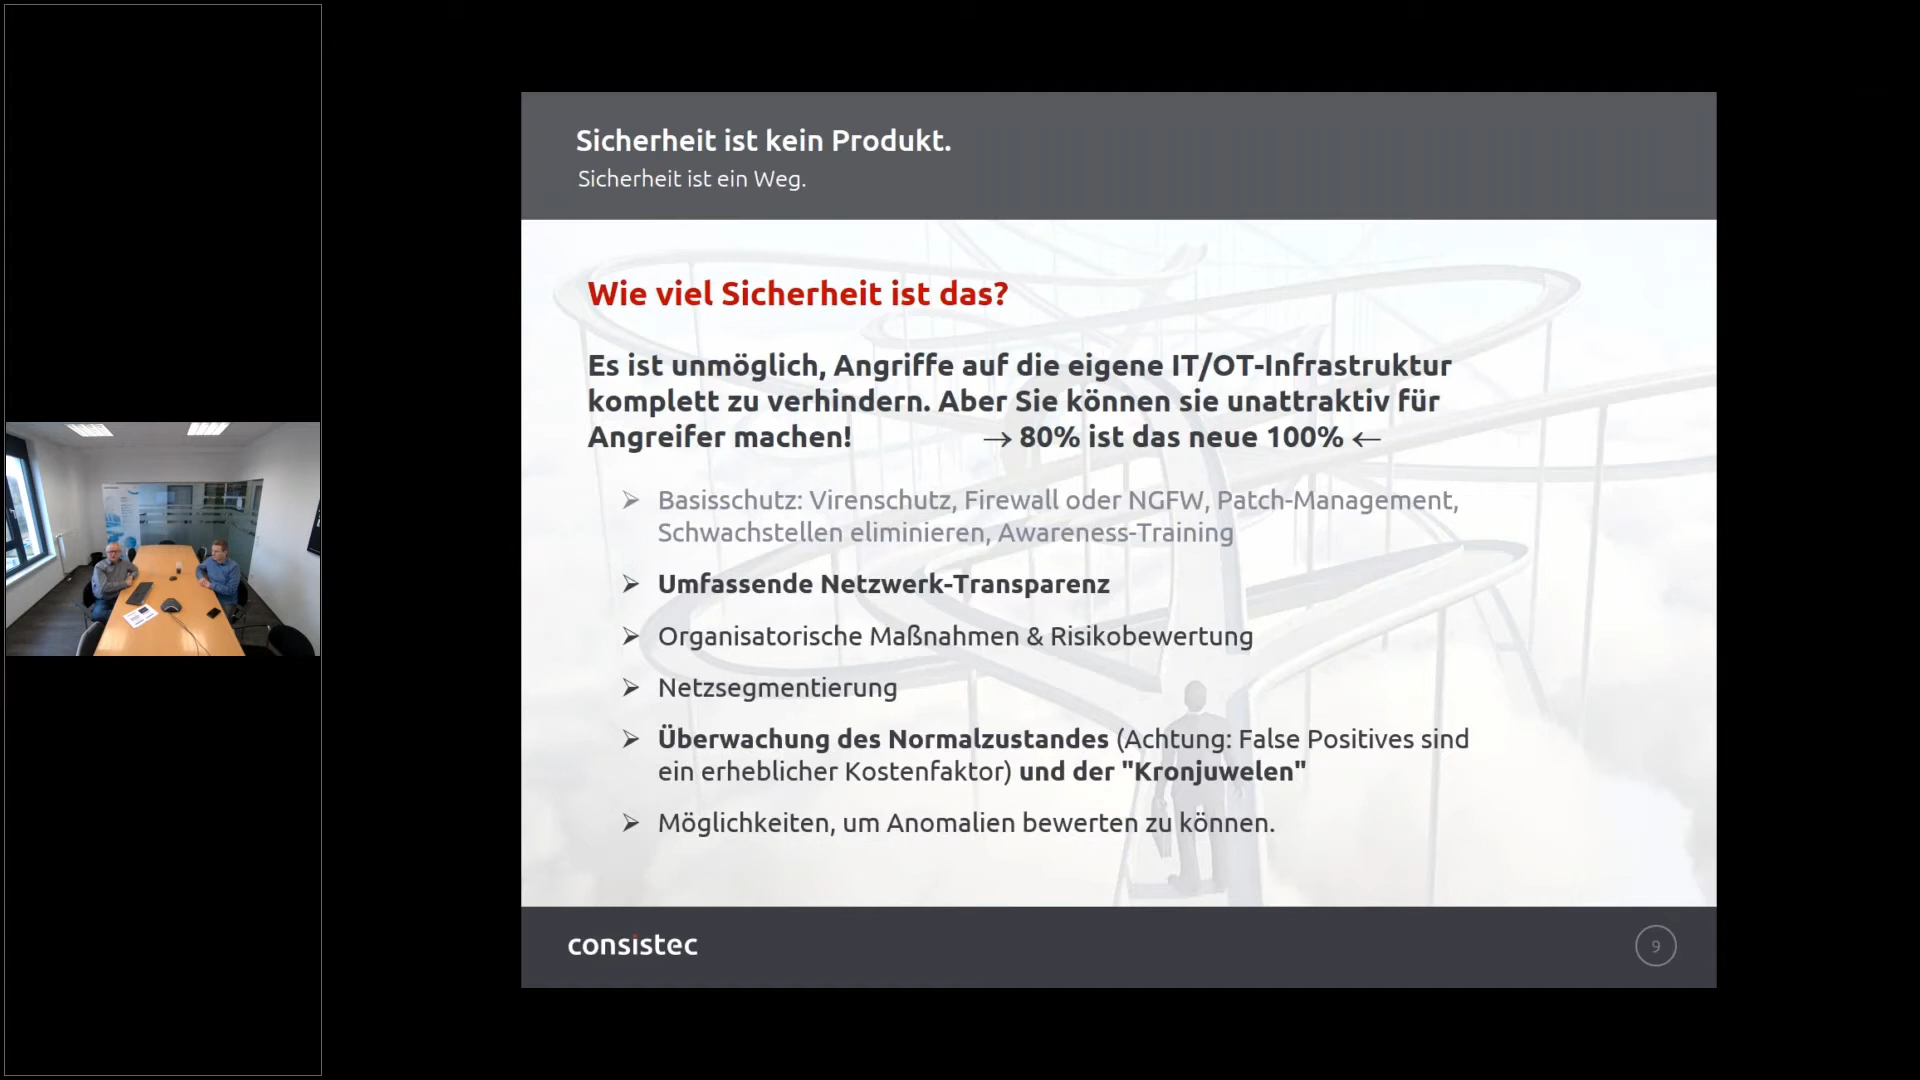 Sicherheit ist kein Produkt.
Sicherheit ist ein Weg.
Wie viel Sicherheit ist das?
Es ist unmöglich, Angriffe auf die eigene IT/OT-Infrastruktur
komplett zu verhindern. Aber Sie können sie unattraktiv für
Angreifer machen! → 80% ist das neue 100% ←
➢ Basisschutz: Virenschutz, Firewall oder NGFW, Patch-Management,
Schwachstellen eliminieren, Awareness-Training
➢ Umfassende Netzwerk-Transparenz
➢ Organisatorische Maßnahmen & Risikobewertung
➢ Netzsegmentierung
➢ Überwachung des Normalzustandes (Achtung: False Positives sind
ein erheblicher Kostenfaktor) und der "Kronjuwelen"
➢ Möglichkeiten, um Anomalien bewerten zu können.
consistec
9